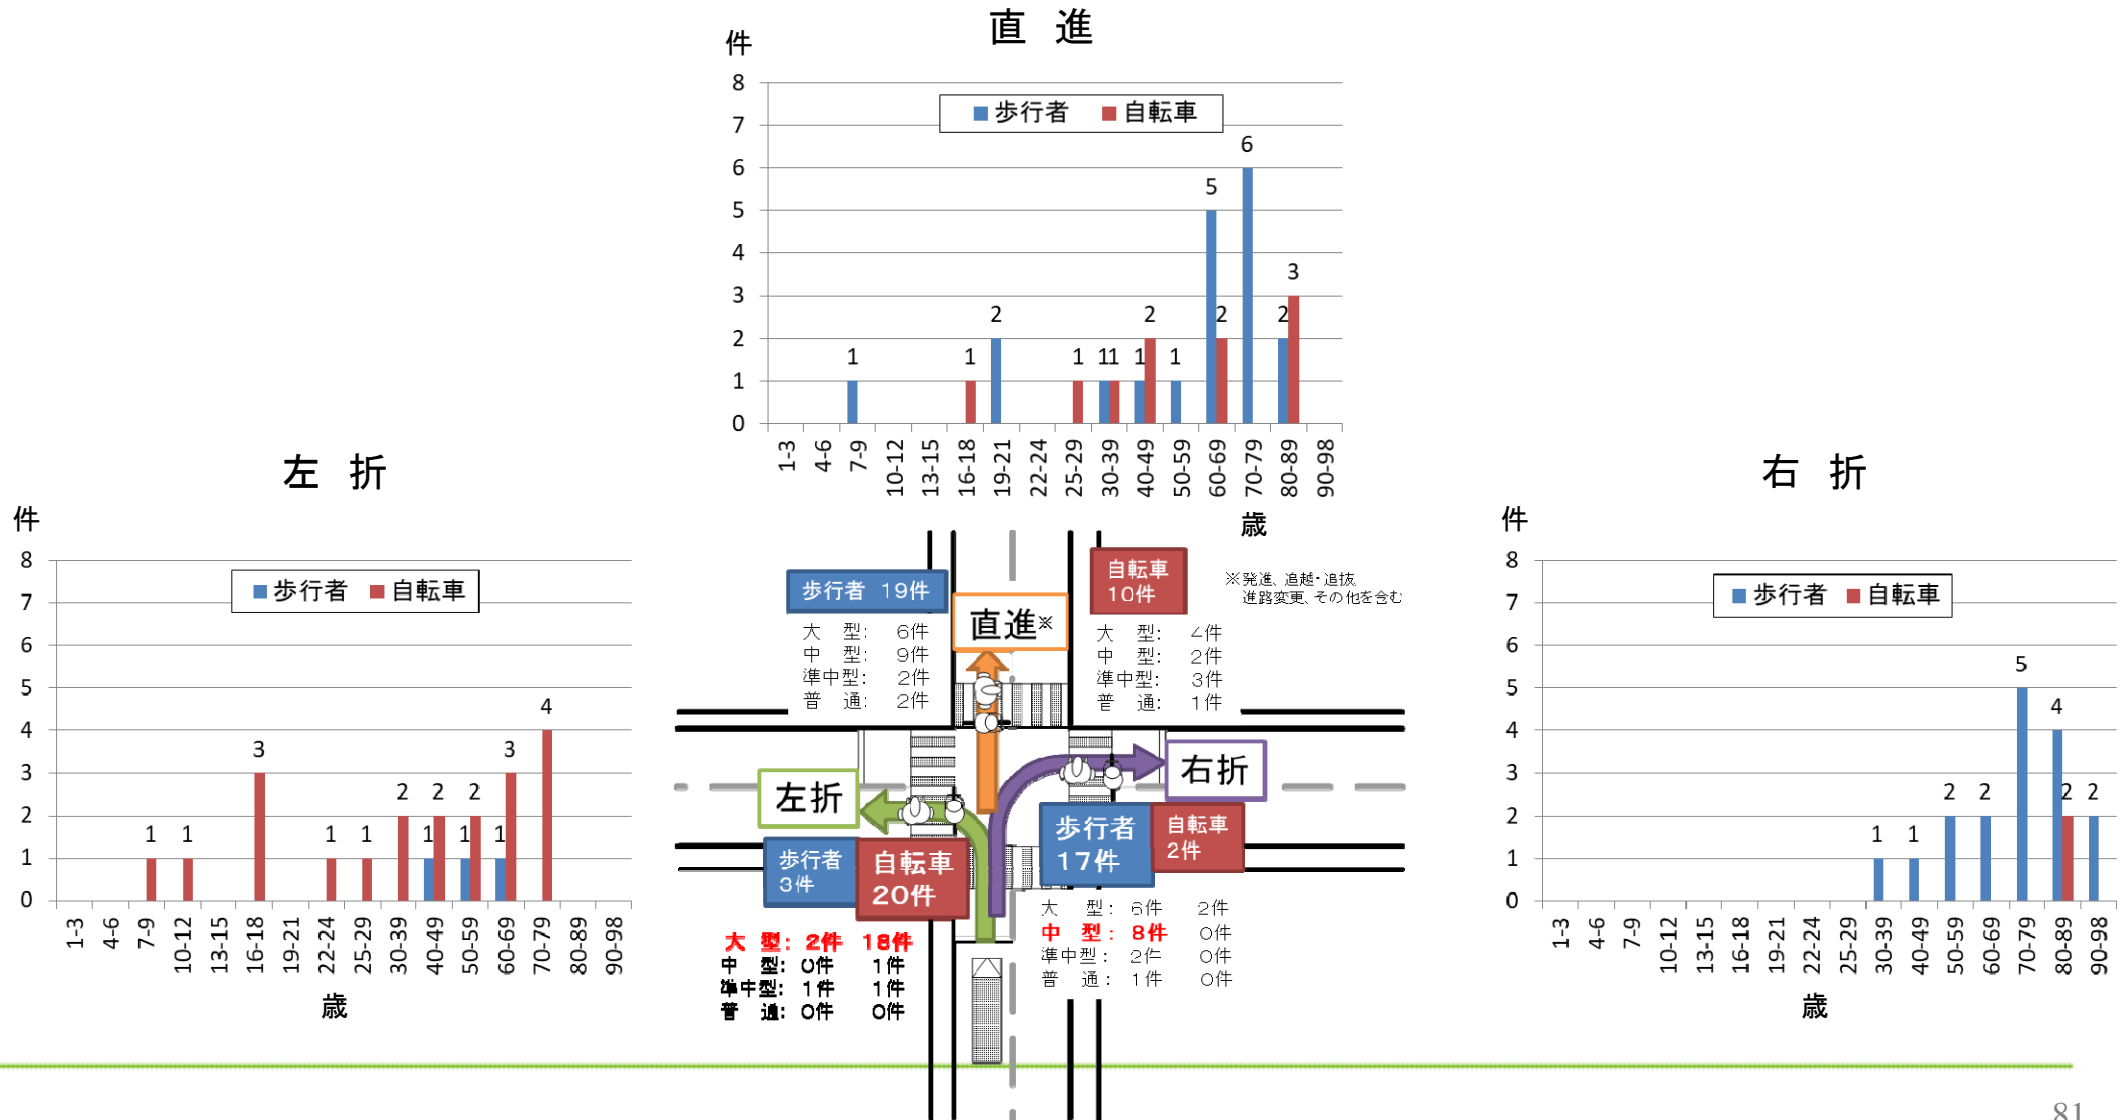 直 進
件
8
7
6
5
4
3
2
1
0
歩行者 自転車
1 1 2 1 1 1 1 2 1 5 2 6 2 3
1-3 4-6 7-9 10-12 13-15 16-18 19-21 22-24 25-29 30-39 40-49 50-59 60-69 70-79 80-89 90-98
歳
左 折
件
8
7
6
5
4
3
2
1
0
歩行者 自転車
1 1 3 1 1 2 1 2 1 2 1 3 4
1-3 4-6 7-9 10-12 13-15 16-18 19-21 22-24 25-29 30-39 40-49 50-59 60-69 70-79 80-89 90-98
歳
歩行者 19件
大 型: 6件
中 型: 9件
準中型: 2件
普 通: 2件
直進※
自転車
10件
大 型: 4件
中 型: 2件
準中型: 3件
普 通: 1件
※発進、追越・追抜
進路変更、その他を含む
左折
歩行者
3件
自転車
20件
大 型: 2件 18件
中 型: 0件 1件
準中型: 1件 1件
普 通: 0件 0件
右折
歩行者
17件
自転車
2件
大 型: 6件 2件
中 型: 8件 0件
準中型: 2件 0件
普 通: 1件 0件
右 折
件
8
7
6
5
4
3
2
1
0
歩行者 自転車
1 1 2 2 5 4 2 2
1-3 4-6 7-9 10-12 13-15 16-18 19-21 22-24 25-29 30-39 40-49 50-59 60-69 70-79 80-89 90-98
歳
81